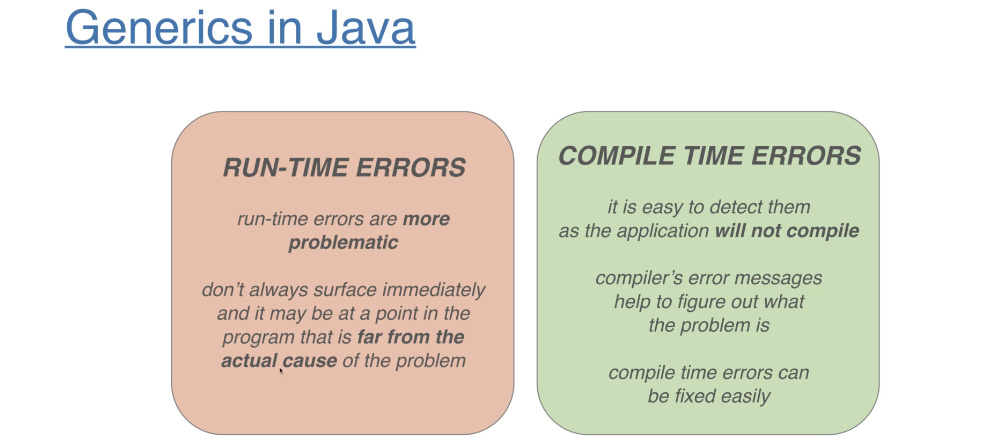 Generics in Java
RUN-TIME ERRORS
run-time errors are more
problematic
don't always surface immediately
and it may be at a point in the
program that is far from the
actual cause of the problem
COMPILE TIME ERRORS
it is easy to detect them
as the application will not compile
compiler's error messages
help to figure out what
the problem is
compile time errors can
be fixed easily